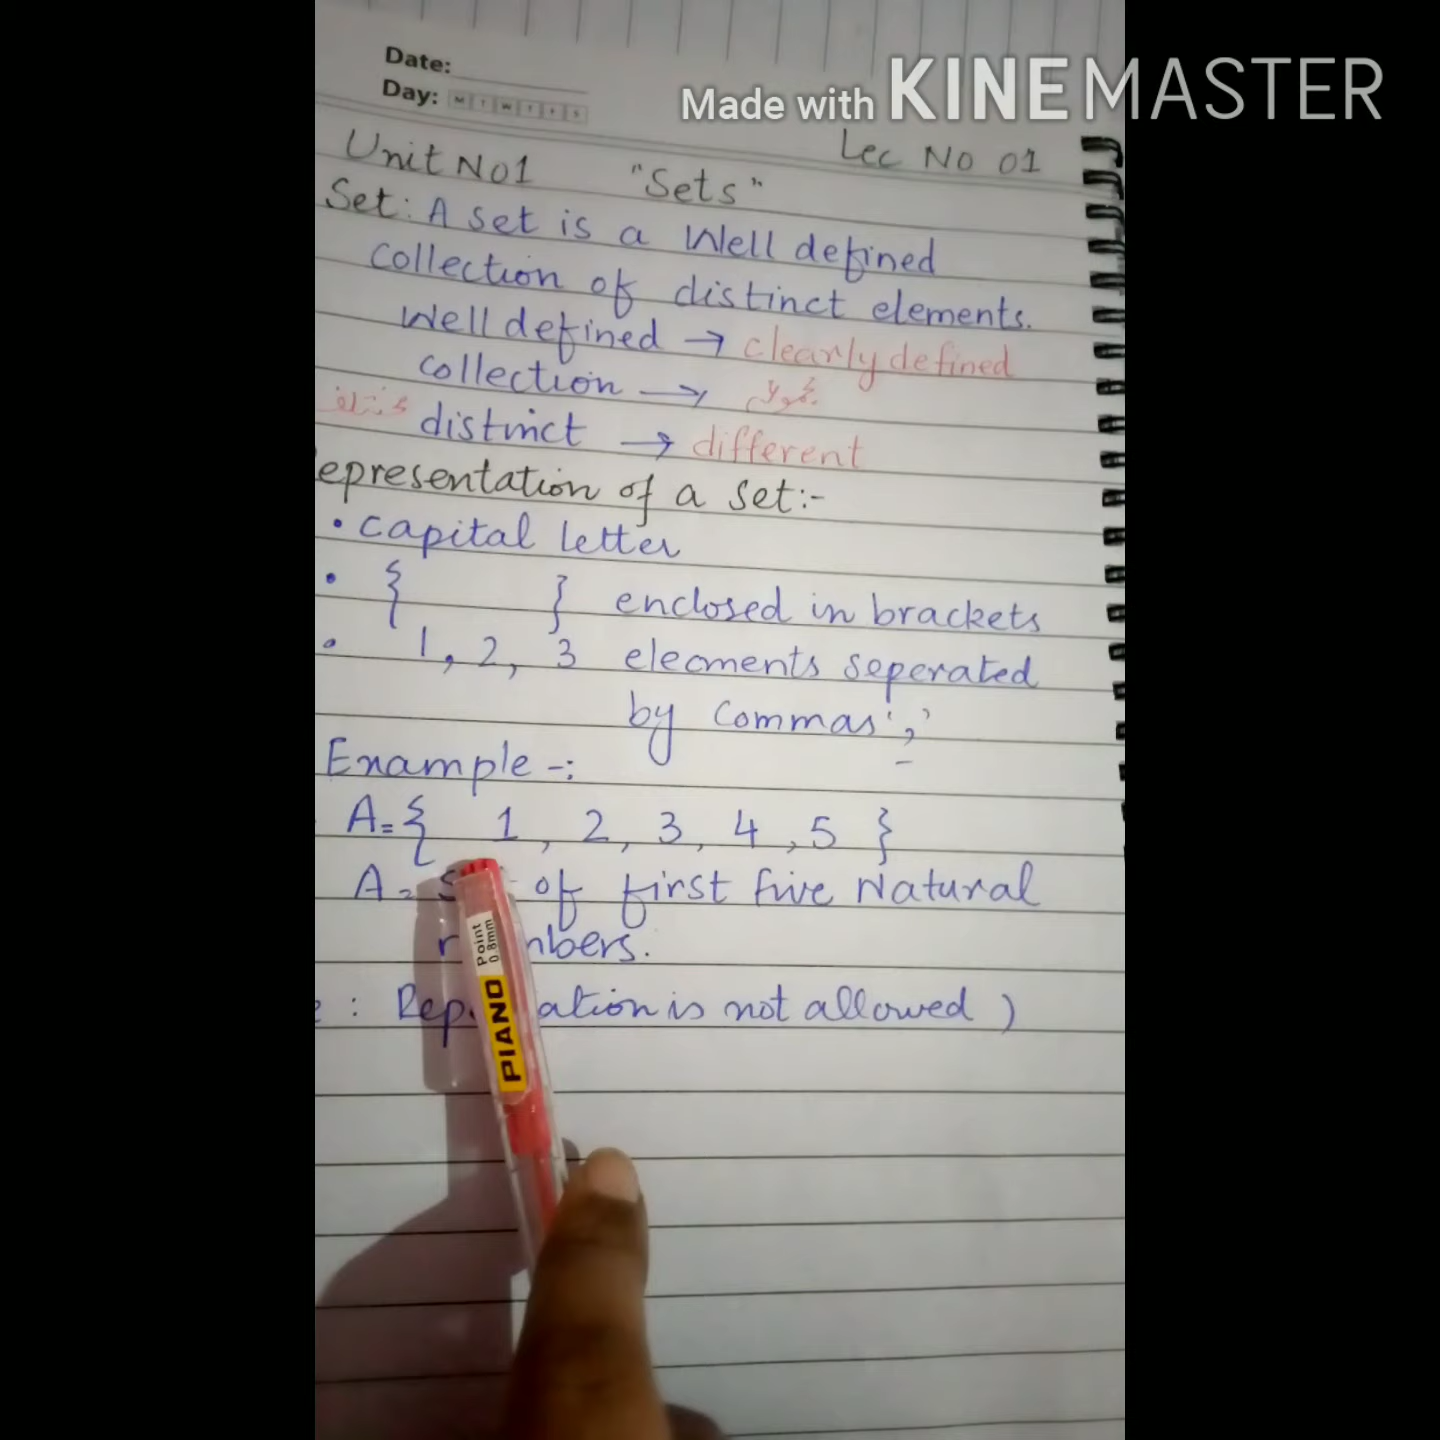 Made with KINEMASTER
Date:
Day: M T W T F S
Lec No 01
Unit No1 "Sets"
Set: A set is a Well defined
collection of distinct elements.
Well defined → clearly defined
collection →
distinct → different
epresentation of a set:-
• capital letter
• { } enclosed in brackets
• 1, 2, 3 elements seperated
by Commas ','
Example -:
A={ 1, 2, 3, 4, 5 }
A= of first five Natural
: is not allowed )
PIANO Point 0.8mm